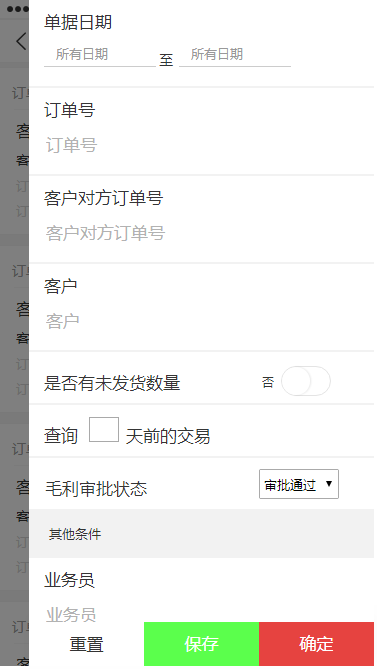 单据日期
所有日期 至 所有日期
订单号
订单号
客户对方订单号
客户对方订单号
客户
客户
是否有未发货数量 否
查询 天前的交易
毛利审批状态 审批通过
其他条件
业务员
业务员
重置 保存 确定